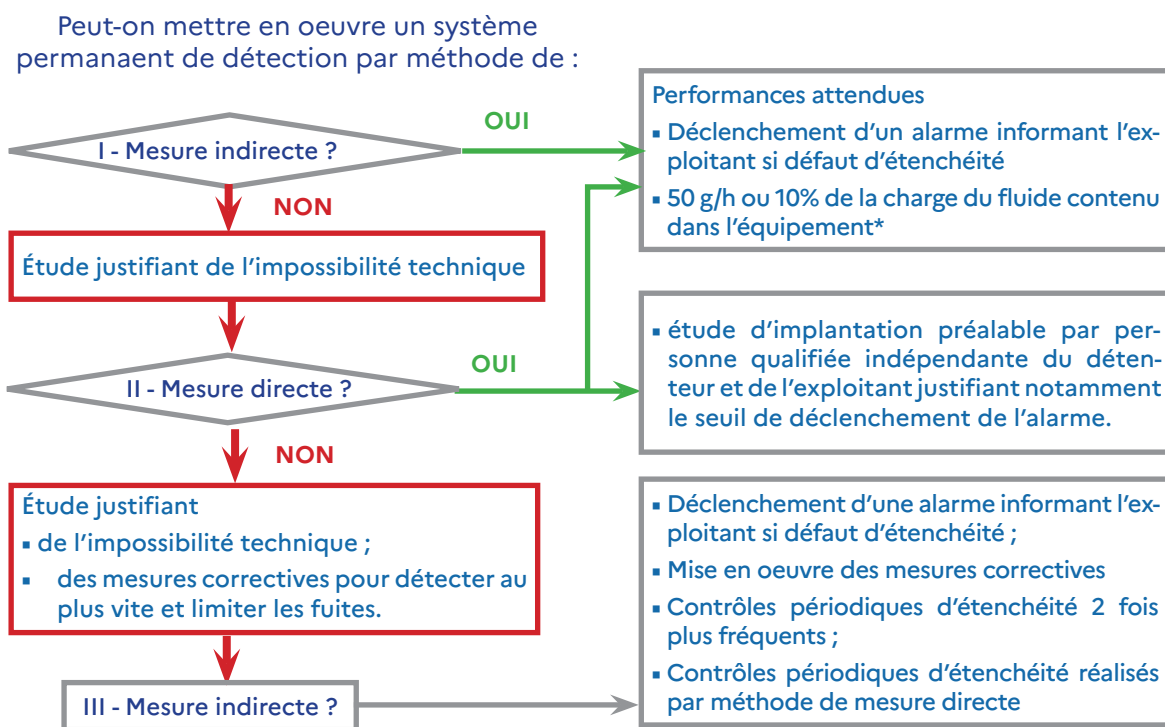 Peut-on mettre en oeuvre un système
permanaent de détection par méthode de :
I - Mesure indirecte ?
OUI
Performances attendues
▪ Déclenchement d'un alarme informant l'ex-
ploitant si défaut d'étenchéité
▪ 50 g/h ou 10% de la charge du fluide contenu
dans l'équipement*
NON
Étude justifiant de l'impossibilité technique
II - Mesure directe ?
OUI
▪ étude d'implantation préalable par per-
sonne qualifiée indépendante du déten-
teur et de l'exploitant justifiant notamment
le seuil de déclenchement de l'alarme.
NON
Étude justifiant
▪ de l'impossibilité technique ;
▪ des mesures correctives pour détecter au
plus vite et limiter les fuites.
III - Mesure indirecte ?
▪ Déclenchement d'une alarme informant l'ex-
ploitant si défaut d'étenchéité ;
▪ Mise en oeuvre des mesures correctives
▪ Contrôles périodiques d'étenchéité 2 fois
plus fréquents ;
▪ Contrôles périodiques d'étenchéité réalisés
par méthode de mesure directe